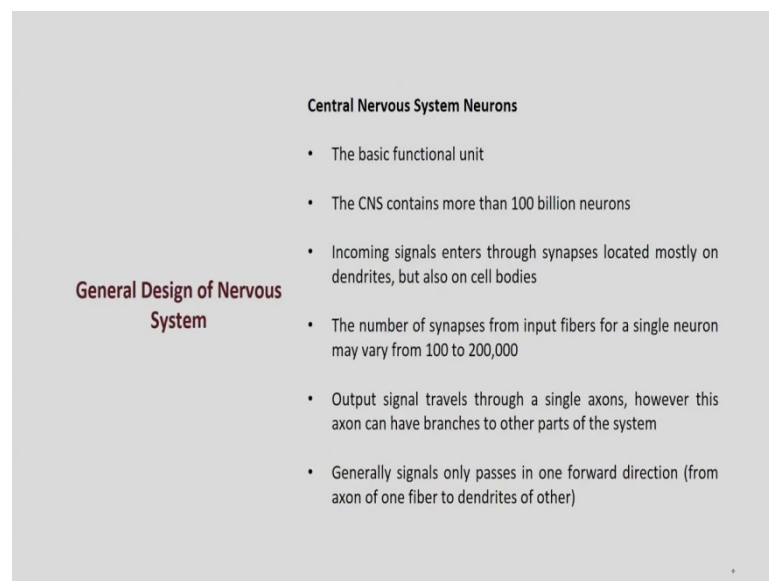 General Design of Nervous
System
Central Nervous System Neurons
• The basic functional unit
• The CNS contains more than 100 billion neurons
• Incoming signals enters through synapses located mostly on
dendrites, but also on cell bodies
• The number of synapses from input fibers for a single neuron
may vary from 100 to 200,000
• Output signal travels through a single axons, however this
axon can have branches to other parts of the system
• Generally signals only passes in one forward direction (from
axon of one fiber to dendrites of other)